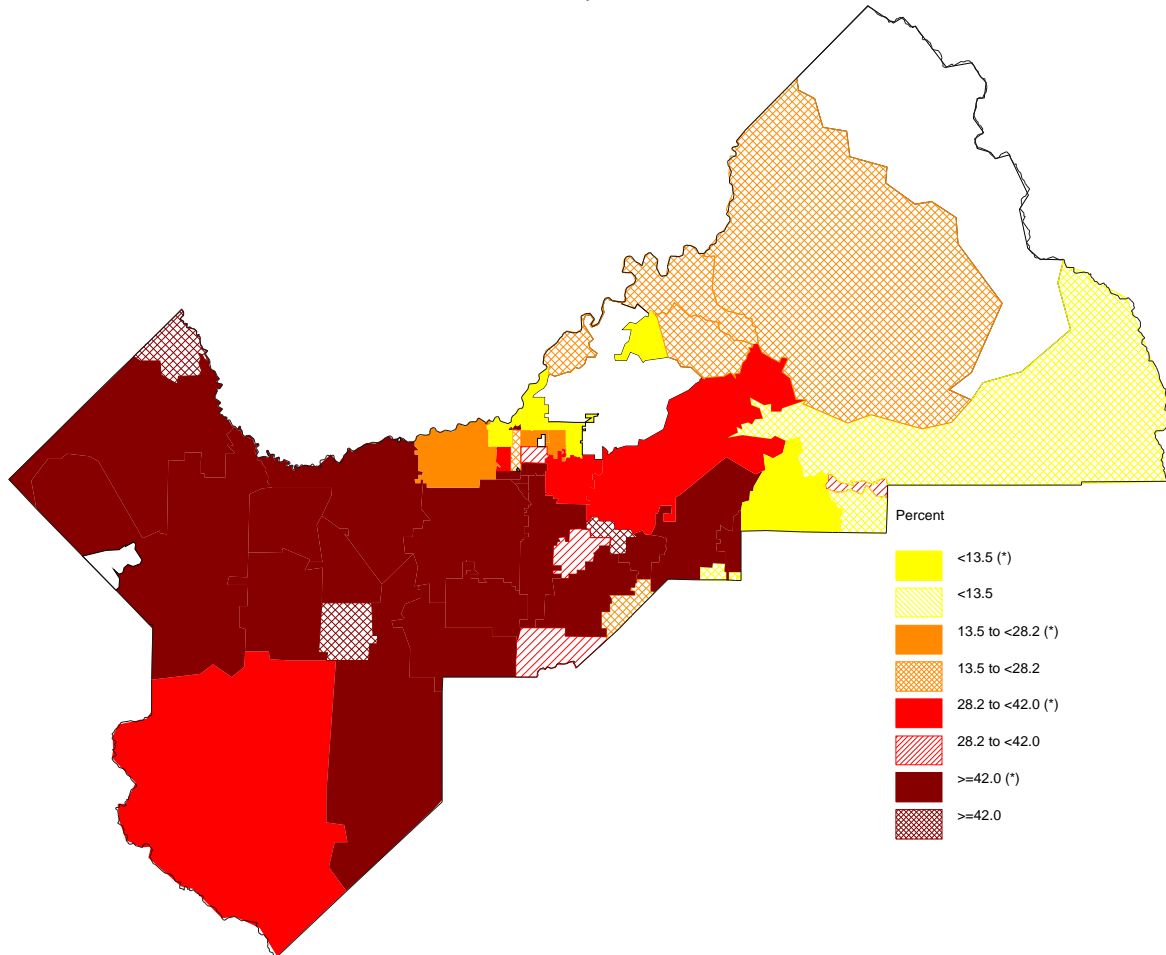 Percent
<13.5 (*)
<13.5
13.5 to <28.2 (*)
13.5 to <28.2
28.2 to <42.0 (*)
28.2 to <42.0
>=42.0 (*)
>=42.0